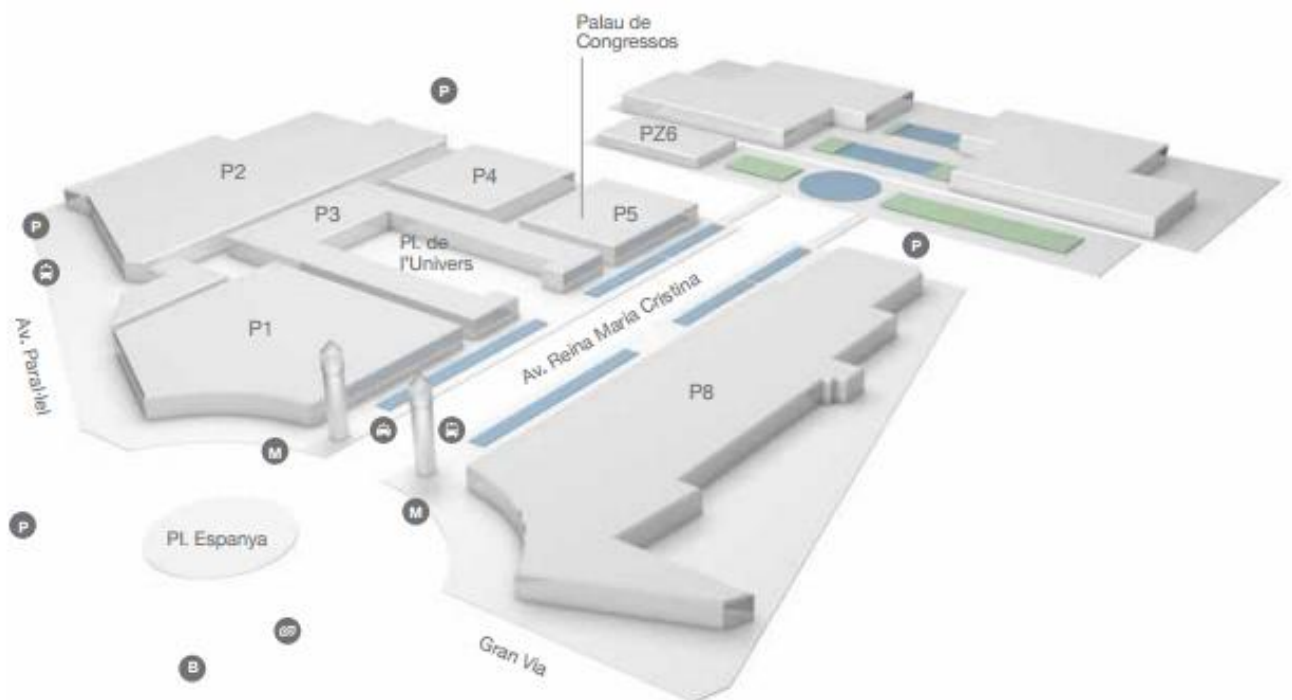 Palau de
Congressos
P
PZ6
P2
P4
P3
P5
P
Pl. de
l'Univers
P
Av. Reina Maria Cristina
P1
Av. Paral·lel
P8
M
M
P
Pl. Espanya
Gran Via
B